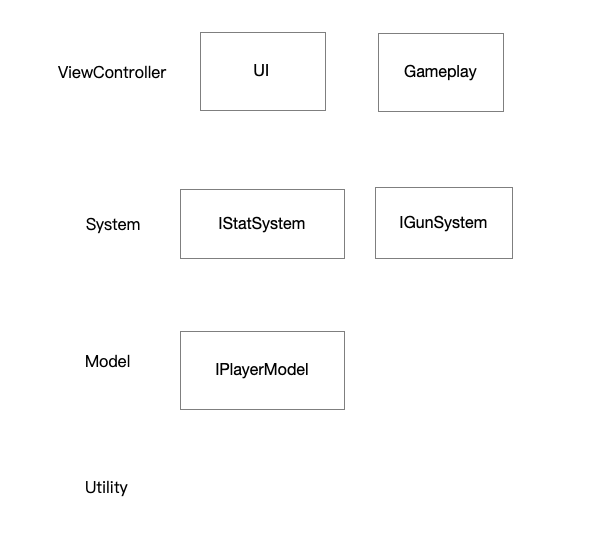 ViewController
UI
Gameplay
System
IStatSystem
IGunSystem
Model
IPlayerModel
Utility